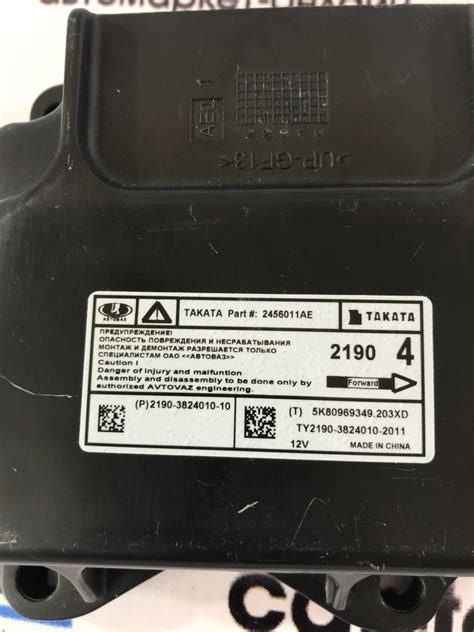 AEO 1
>UP-GF13<
АВТОВАЗ
TAKATA Part #: 2456011AE
TAKATA
ПРЕДУПРЕЖДЕНИЕ!
ОПАСНОСТЬ ПОВРЕЖДЕНИЯ И НЕСРАБАТЫВАНИЯ
МОНТАЖ И ДЕМОНТАЖ РАЗРЕШАЕТСЯ ТОЛЬКО
СПЕЦИАЛИСТАМ ОАО <<АВТОВАЗ>>
Caution !
Danger of injury and malfuntion
Assembly and disassembly to be done only by
authorized AVTOVAZ engineering.
2190 4
Forward
(P) 2190-3824010-10
(T) 5K80969349.203XD
TY2190-3824010-2011
12V MADE IN CHINA